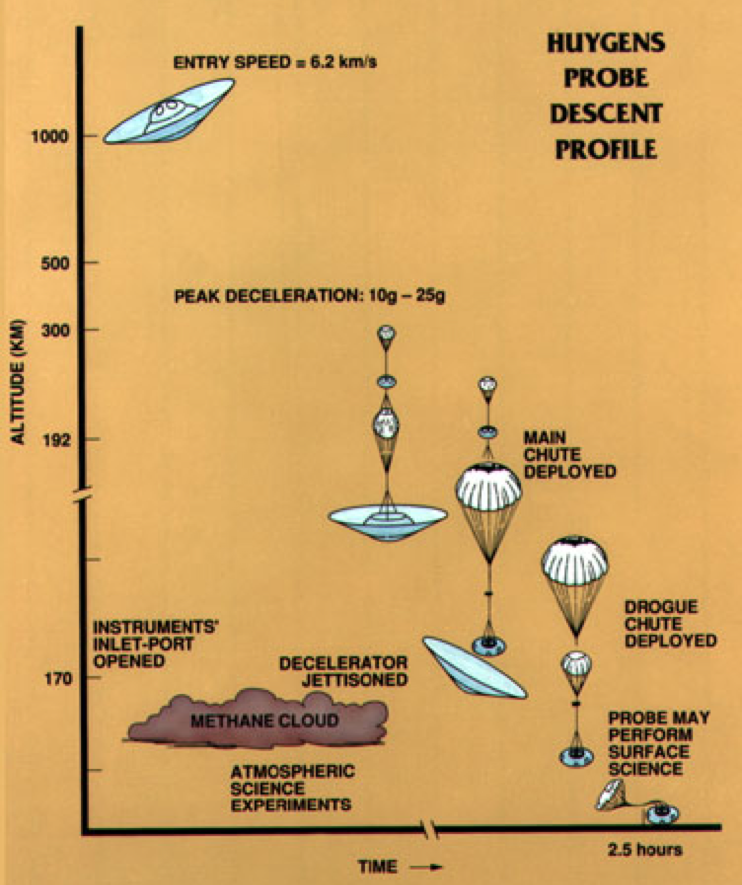 HUYGENS
PROBE
DESCENT
PROFILE
ENTRY SPEED = 6.2 km/s
1000
500
PEAK DECELERATION: 10g – 25g
300
ALTITUDE (KM)
192
MAIN
CHUTE
DEPLOYED
INSTRUMENTS'
INLET-PORT
OPENED
DROGUE
CHUTE
DEPLOYED
DECELERATOR
JETTISONED
170
METHANE CLOUD
PROBE MAY
PERFORM
SURFACE
SCIENCE
ATMOSPHERIC
SCIENCE
EXPERIMENTS
2.5 hours
TIME →